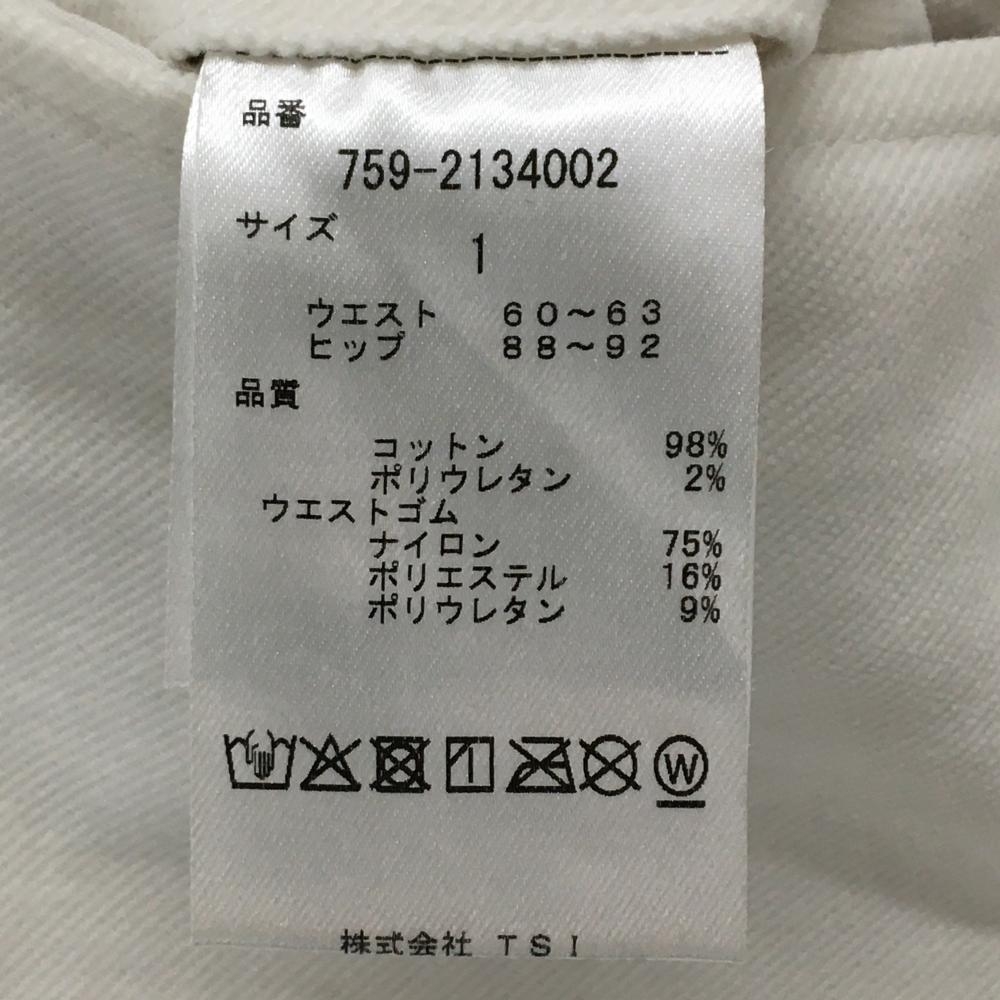 品番
759-2134002
サイズ
1
ウエスト 60~63
ヒップ 88~92
品質
コットン 98%
ポリウレタン 2%
ウエストゴム
ナイロン 75%
ポリエステル 16%
ポリウレタン 9%
W
株式会社 TSI